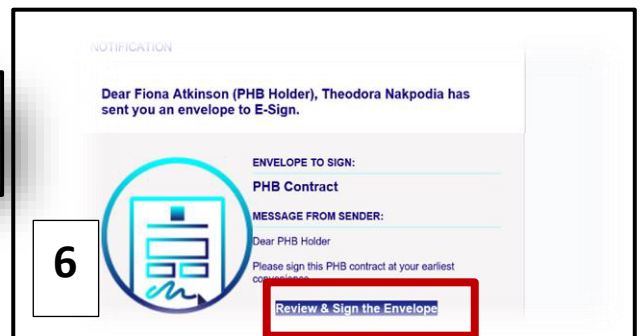 NOTIFICATION
Dear Fiona Atkinson (PHB Holder), Theodora Nakpodia has
sent you an envelope to E-Sign.
ENVELOPE TO SIGN:
PHB Contract
MESSAGE FROM SENDER:
Dear PHB Holder
Please sign this PHB contract at your earliest
convenience
Review & Sign the Envelope
6